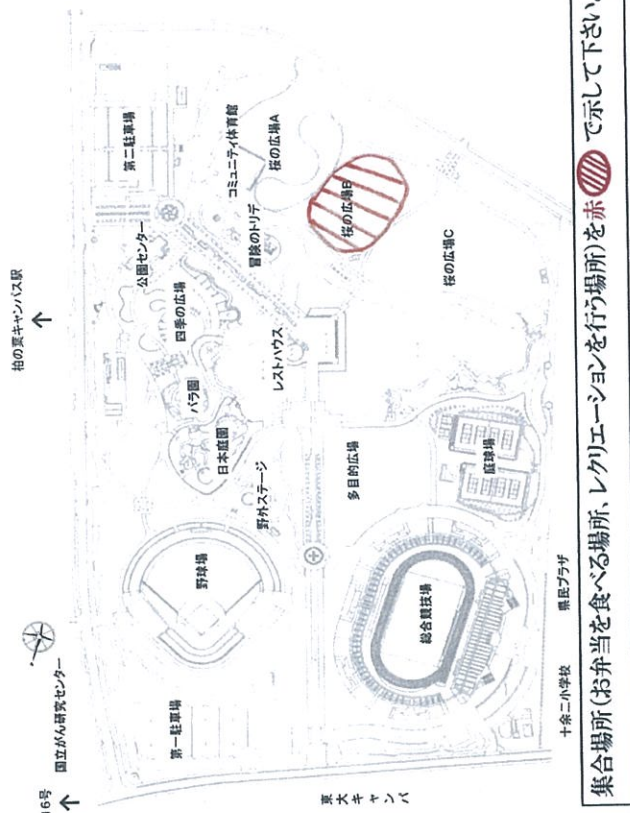 16号
国立がん研究センター
柏の葉キャンパス駅
第一駐車場
野球場
野外ステージ
日本庭園
バラ園
四季の広場
公園センター
第二駐車場
コミュニティ体育館
桜の広場A
冒険のトリデ
レストハウス
桜の広場B
桜の広場C
多目的広場
庭球場
総合競技場
東大キャンパ
十余二小学校
県民プラザ
集合場所(お弁当を食べる場所、レクリエーションを行う場所)を赤 で示して下さい。